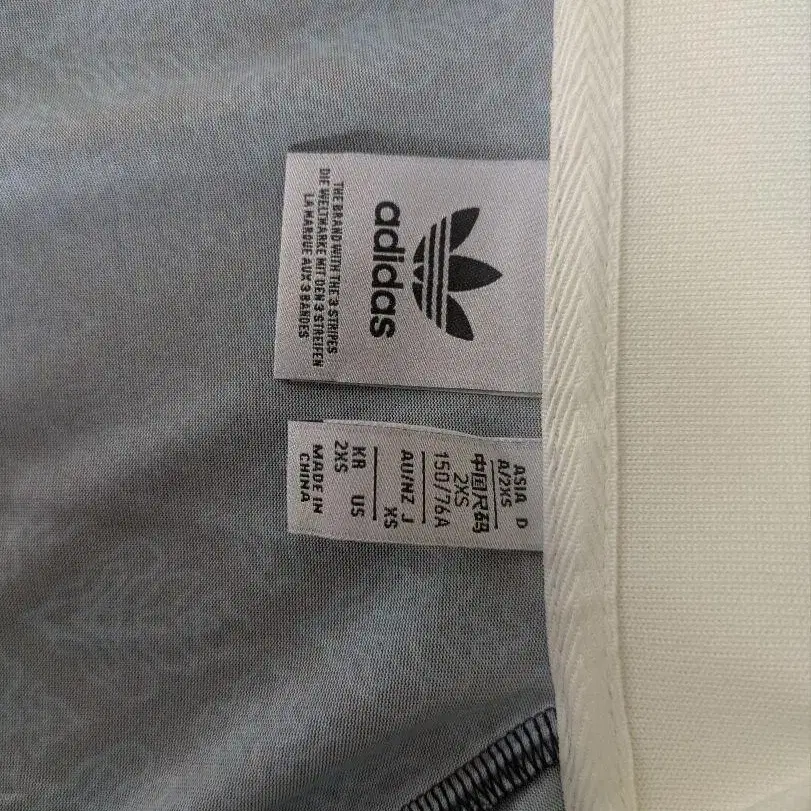 adidas
THE BRAND WITH THE 3 STRIPES
DIE WELTMARKE MIT DEN 3 STREIFEN
LA MARQUE AUX 3 BANDES
ASIA D
A/2XS
中国尺码
2XS
150/76A
AU/NZ J
XS
KR US
2XS
MADE IN
CHINA